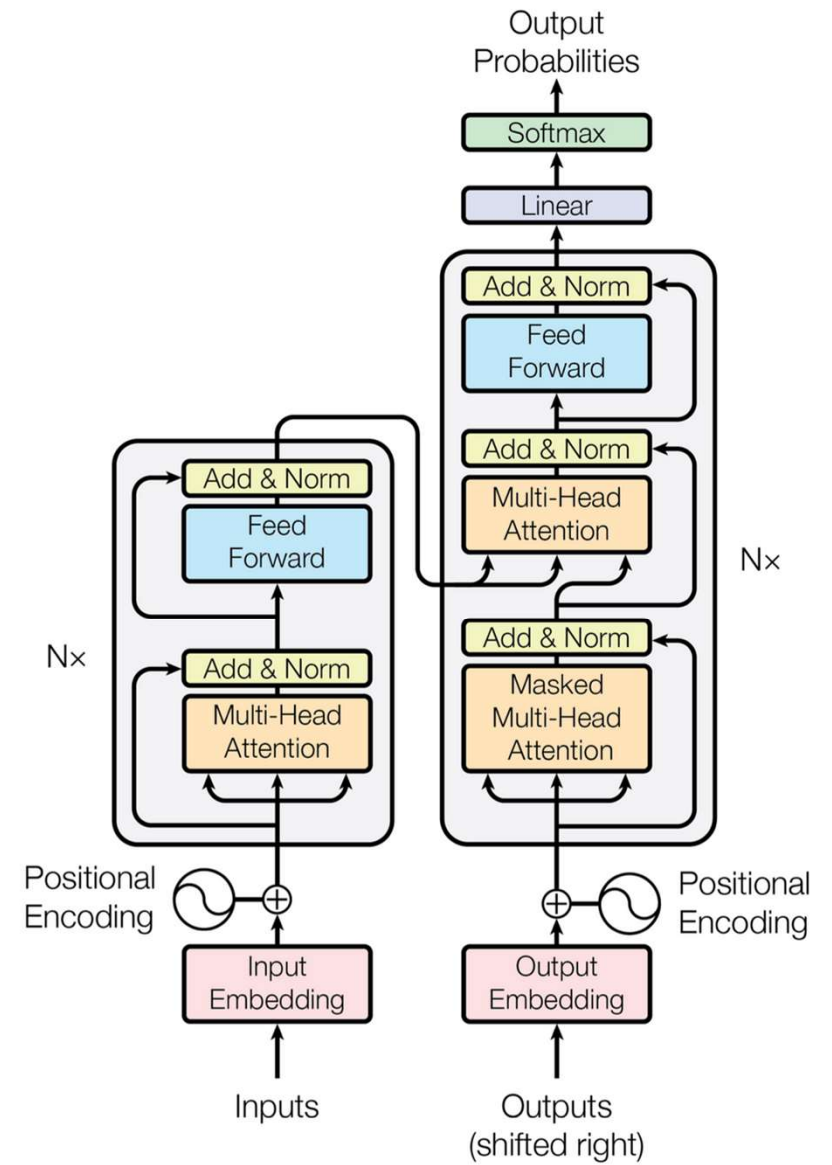 Output
Probabilities
Softmax
Linear
Add & Norm
Feed
Forward
Add & Norm
Multi-Head
Attention
Nx
Add & Norm
Masked
Multi-Head
Attention
Add & Norm
Feed
Forward
Nx
Add & Norm
Multi-Head
Attention
Positional
Encoding
Positional
Encoding
Input
Embedding
Output
Embedding
Inputs
Outputs
(shifted right)